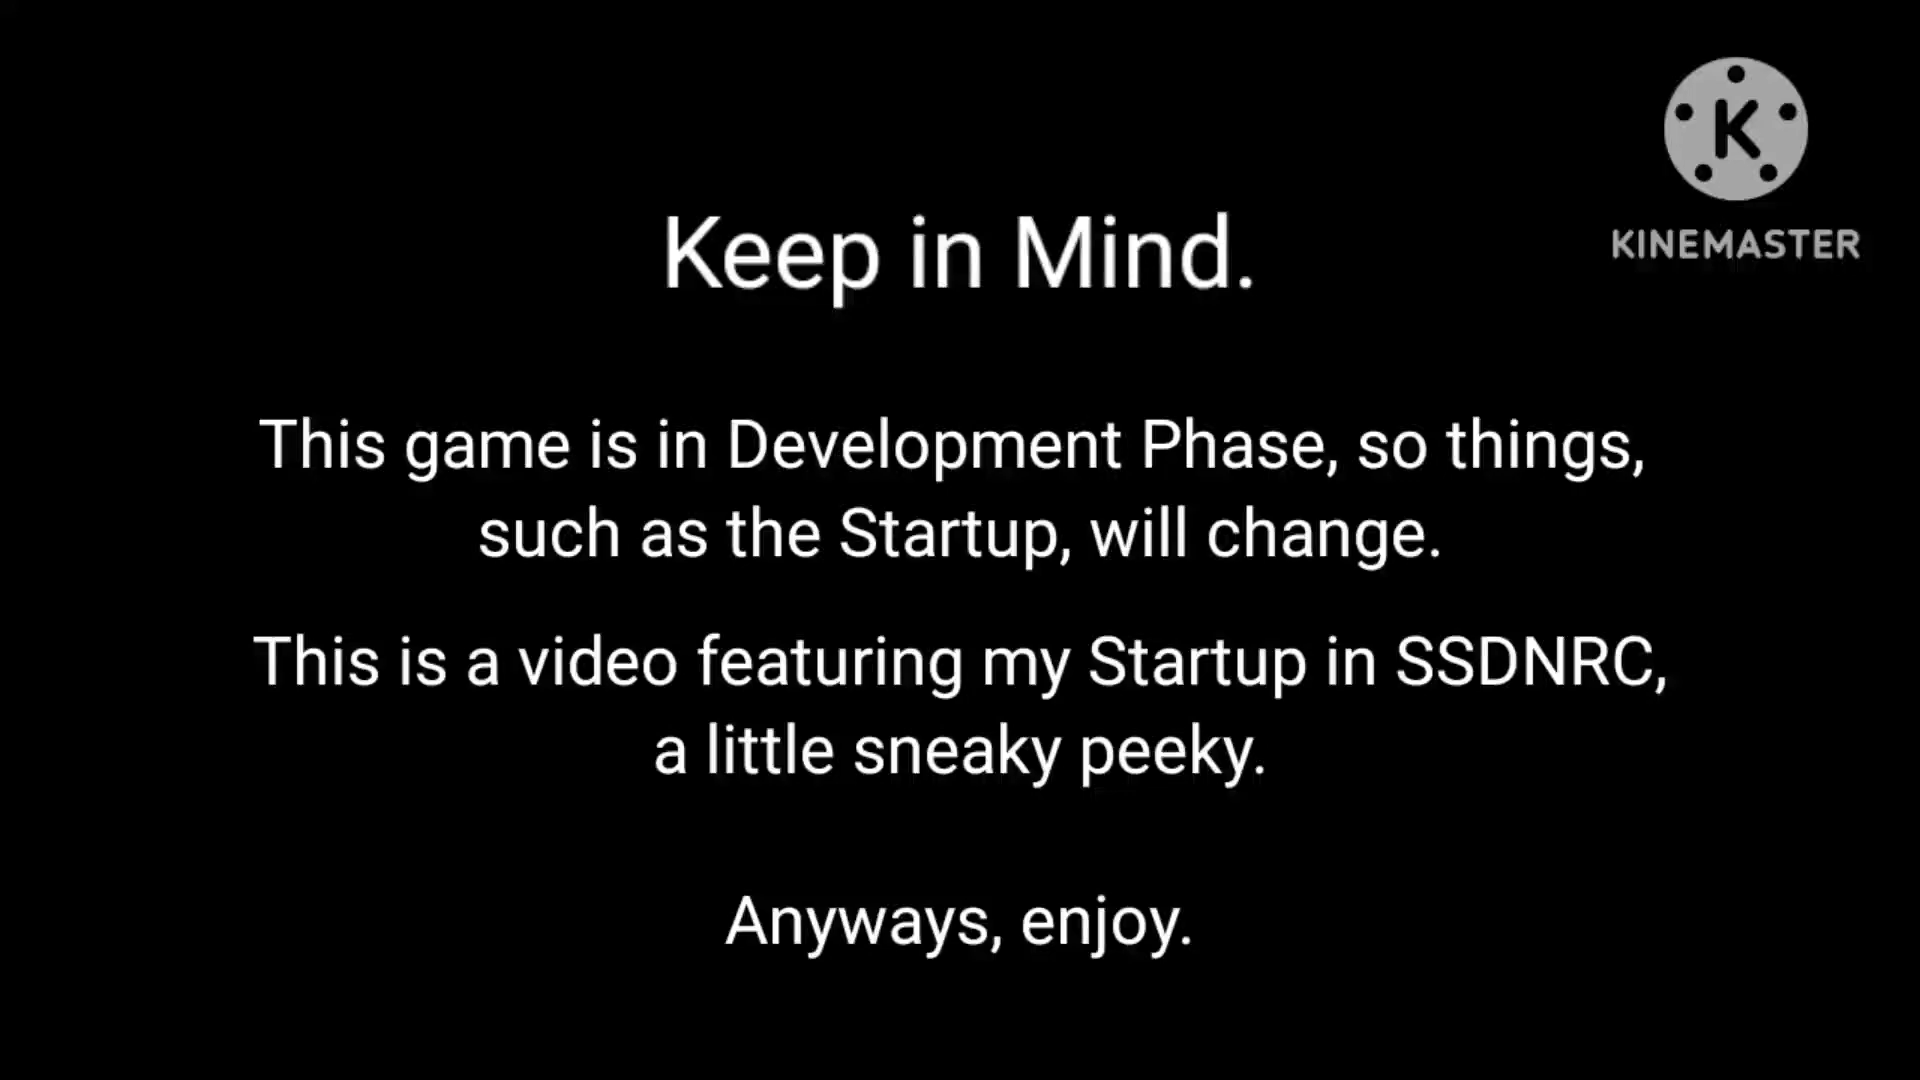 K
KINEMASTER
Keep in Mind.
This game is in Development Phase, so things,
such as the Startup, will change.
This is a video featuring my Startup in SSDNRC,
a little sneaky peeky.
Anyways, enjoy.